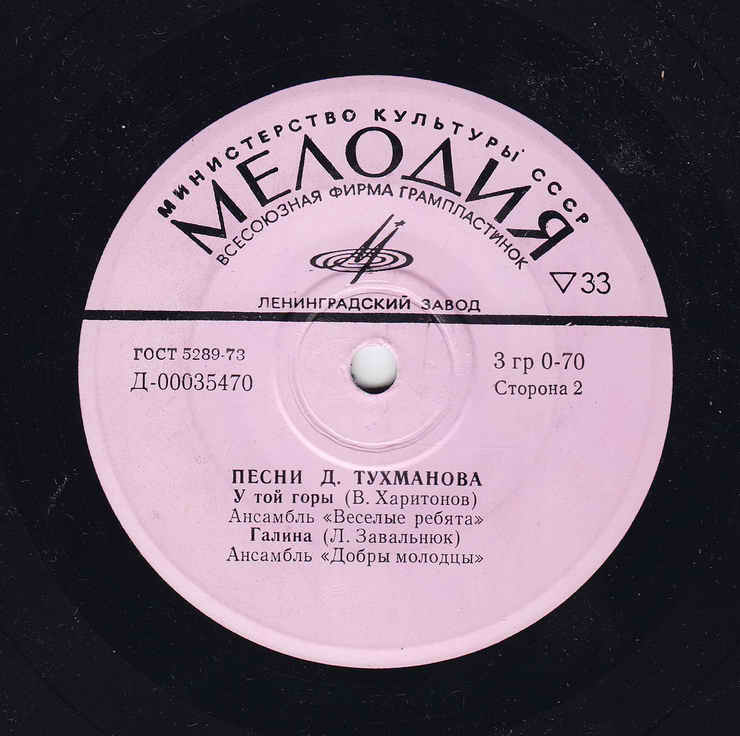 МИНИСТЕРСТВО КУЛЬТУРЫ СССР
МЕЛОДИЯ
ВСЕСОЮЗНАЯ ФИРМА ГРАМПЛАСТИНОК
33
ЛЕНИНГРАДСКИЙ ЗАВОД
ГОСТ 5289-73
Д-00035470
3 гр 0-70
Сторона 2
ПЕСНИ Д. ТУХМАНОВА
У той горы (В. Харитонов)
Ансамбль «Веселые ребята»
Галина (Л. Завальнюк)
Ансамбль «Добры молодцы»